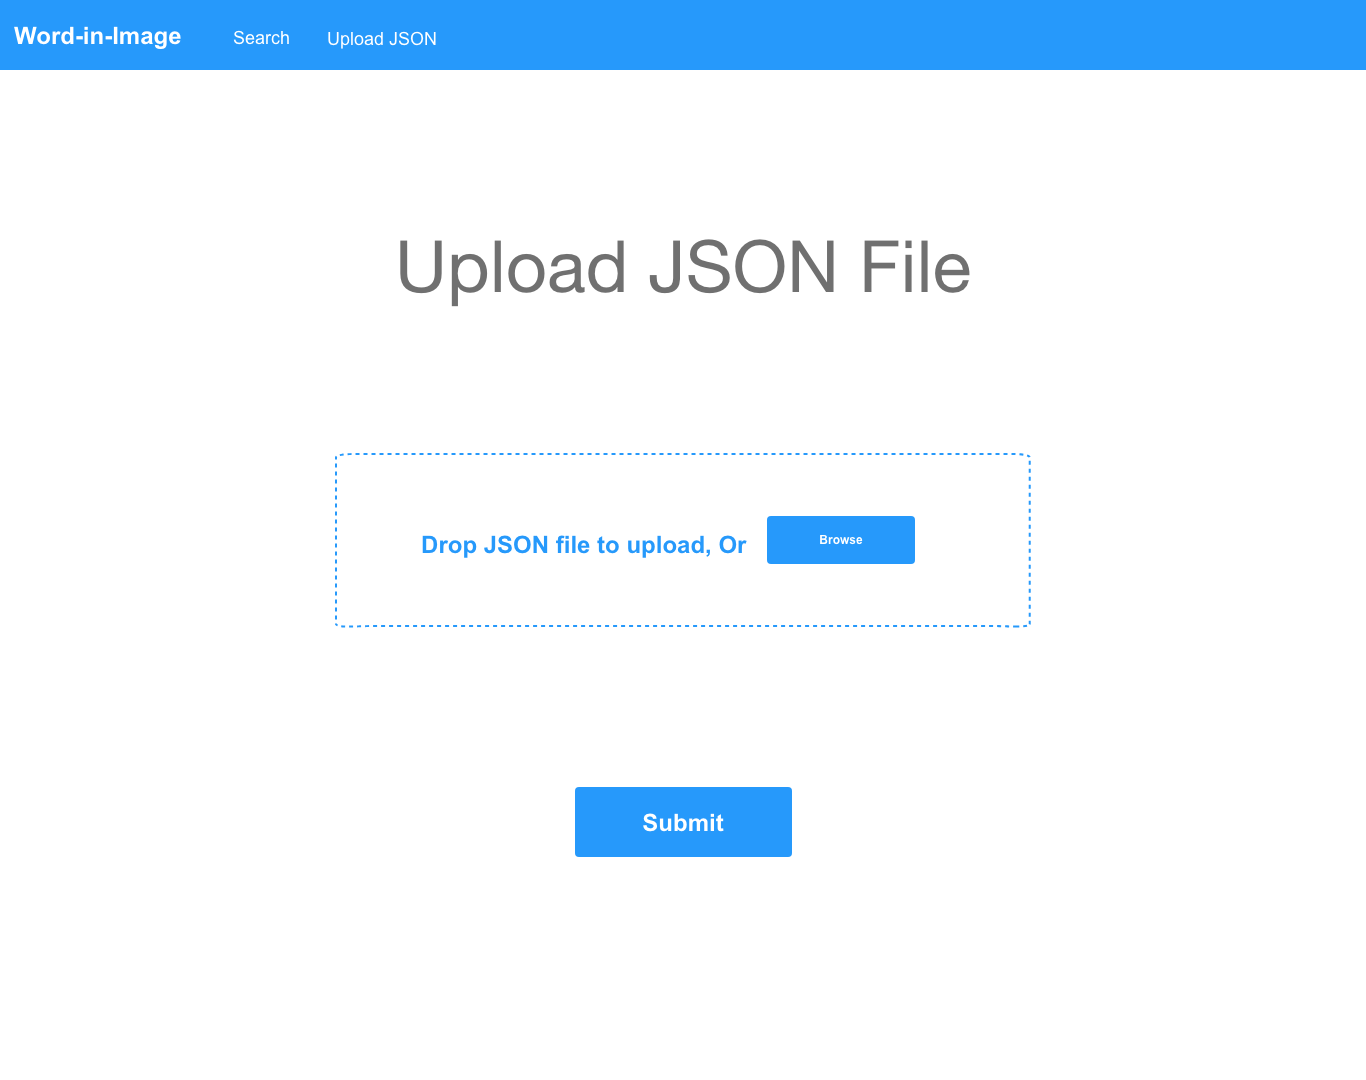 Word-in-Image Search Upload JSON
Upload JSON File
Drop JSON file to upload, Or Browse
Submit